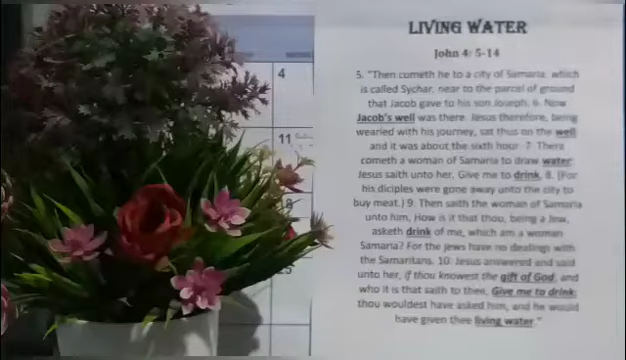 LIVING WATER
John 4: 5-14
5. "Then cometh he to a city of Samaria, which
is called Sychar, near to the parcel of ground
that Jacob gave to his son Joseph. 6. Now
Jacob's well was there. Jesus therefore, being
wearied with his journey, sat thus on the well
and it was about the sixth hour. 7. There
cometh a woman of Samaria to draw water:
Jesus saith unto her, Give me to drink. 8. (For
his diciples were gone away unto the city to
buy meat.) 9. Then saith the woman of Samaria
unto him, How is it that thou, being a Jew,
asketh drink of me, which am a woman
Samaria? For the jews have no dealings with
the Samaritans. 10. Jesus answered and said
unto her, if thou knowest the gift of God, and
who it is that saith to thee, Give me to drink;
thou wouldest have asked him, and he would
have given thee living water."
4
11
25